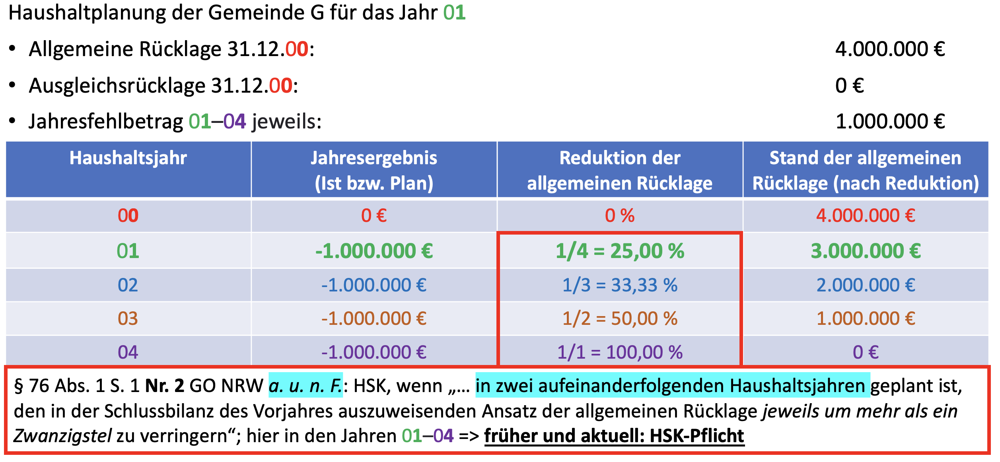 Haushaltplanung der Gemeinde G für das Jahr 01
• Allgemeine Rücklage 31.12.00: 4.000.000 €
• Ausgleichsrücklage 31.12.00: 0 €
• Jahresfehlbetrag 01–04 jeweils: 1.000.000 €
Haushaltsjahr Jahresergebnis Reduktion der Stand der allgemeinen
(Ist bzw. Plan) allgemeinen Rücklage Rücklage (nach Reduktion)
00 0 € 0 % 4.000.000 €
01 -1.000.000 € 1/4 = 25,00 % 3.000.000 €
02 -1.000.000 € 1/3 = 33,33 % 2.000.000 €
03 -1.000.000 € 1/2 = 50,00 % 1.000.000 €
04 -1.000.000 € 1/1 = 100,00 % 0 €
§ 76 Abs. 1 S. 1 Nr. 2 GO NRW a. u. n. F.: HSK, wenn „… in zwei aufeinanderfolgenden Haushaltsjahren geplant ist,
den in der Schlussbilanz des Vorjahres auszuweisenden Ansatz der allgemeinen Rücklage jeweils um mehr als ein
Zwanzigstel zu verringern“; hier in den Jahren 01–04 => früher und aktuell: HSK-Pflicht